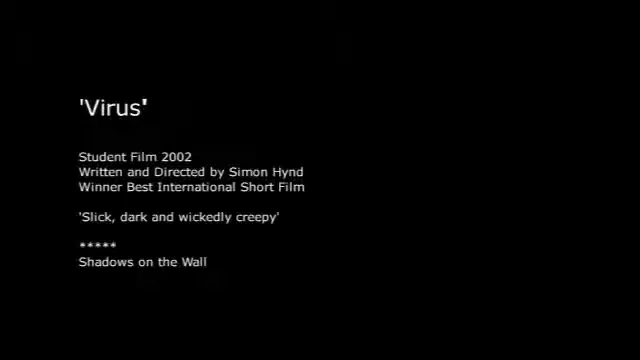 'Virus'
Student Film 2002
Written and Directed by Simon Hynd
Winner Best International Short Film
'Slick, dark and wickedly creepy'
*****
Shadows on the Wall